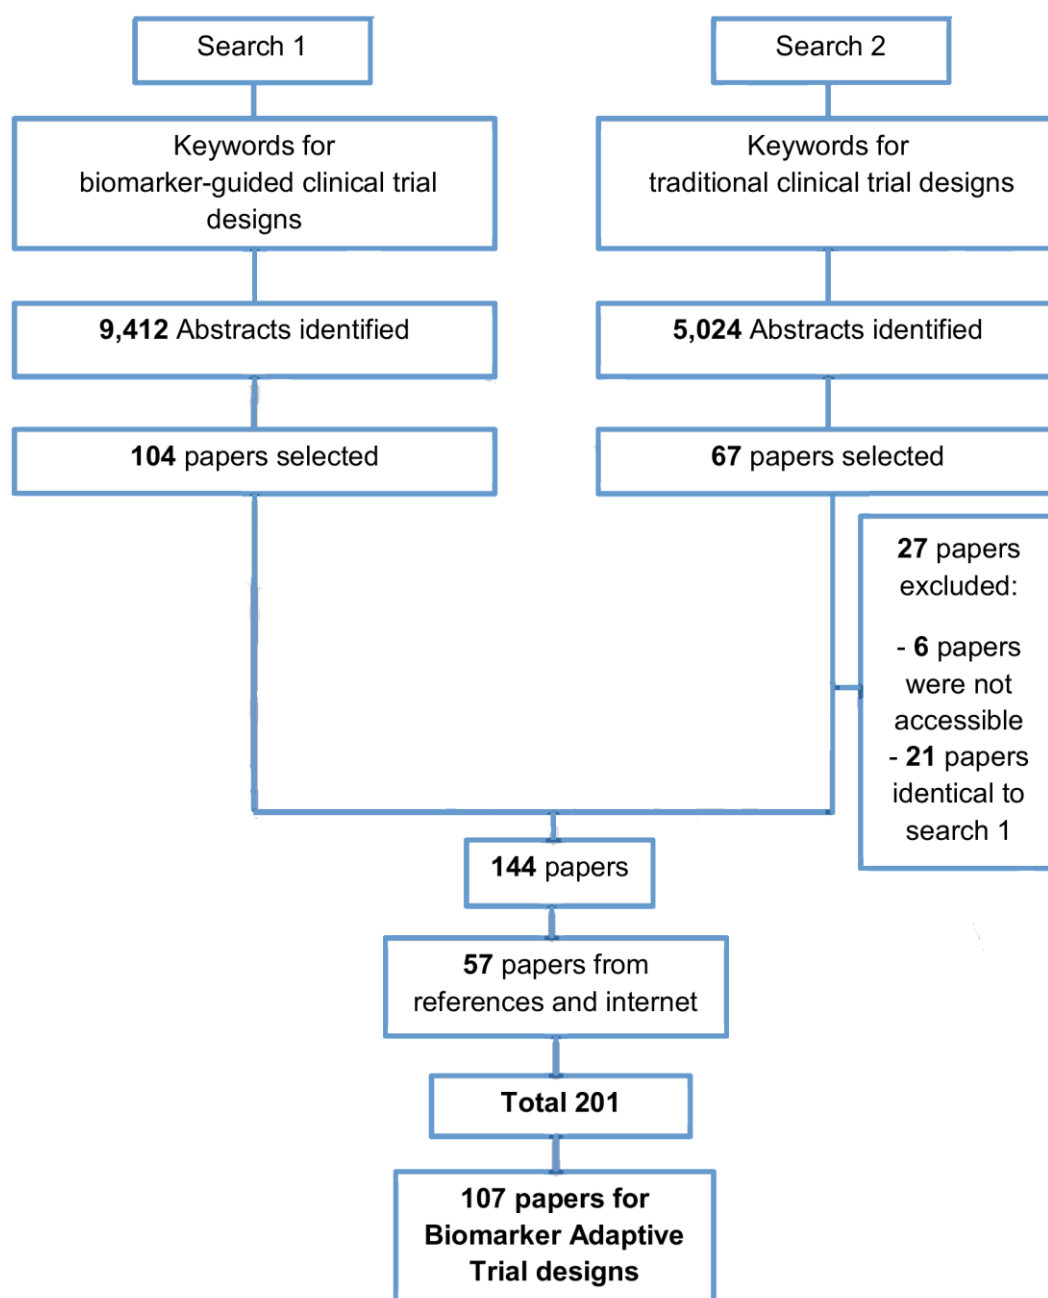 Search 1
Search 2
Keywords for
biomarker-guided clinical trial
designs
Keywords for
traditional clinical trial designs
9,412 Abstracts identified
5,024 Abstracts identified
104 papers selected
67 papers selected
27 papers
excluded:
- 6 papers
were not
accessible
- 21 papers
identical to
search 1
144 papers
57 papers from
references and internet
Total 201
107 papers for
Biomarker Adaptive
Trial designs